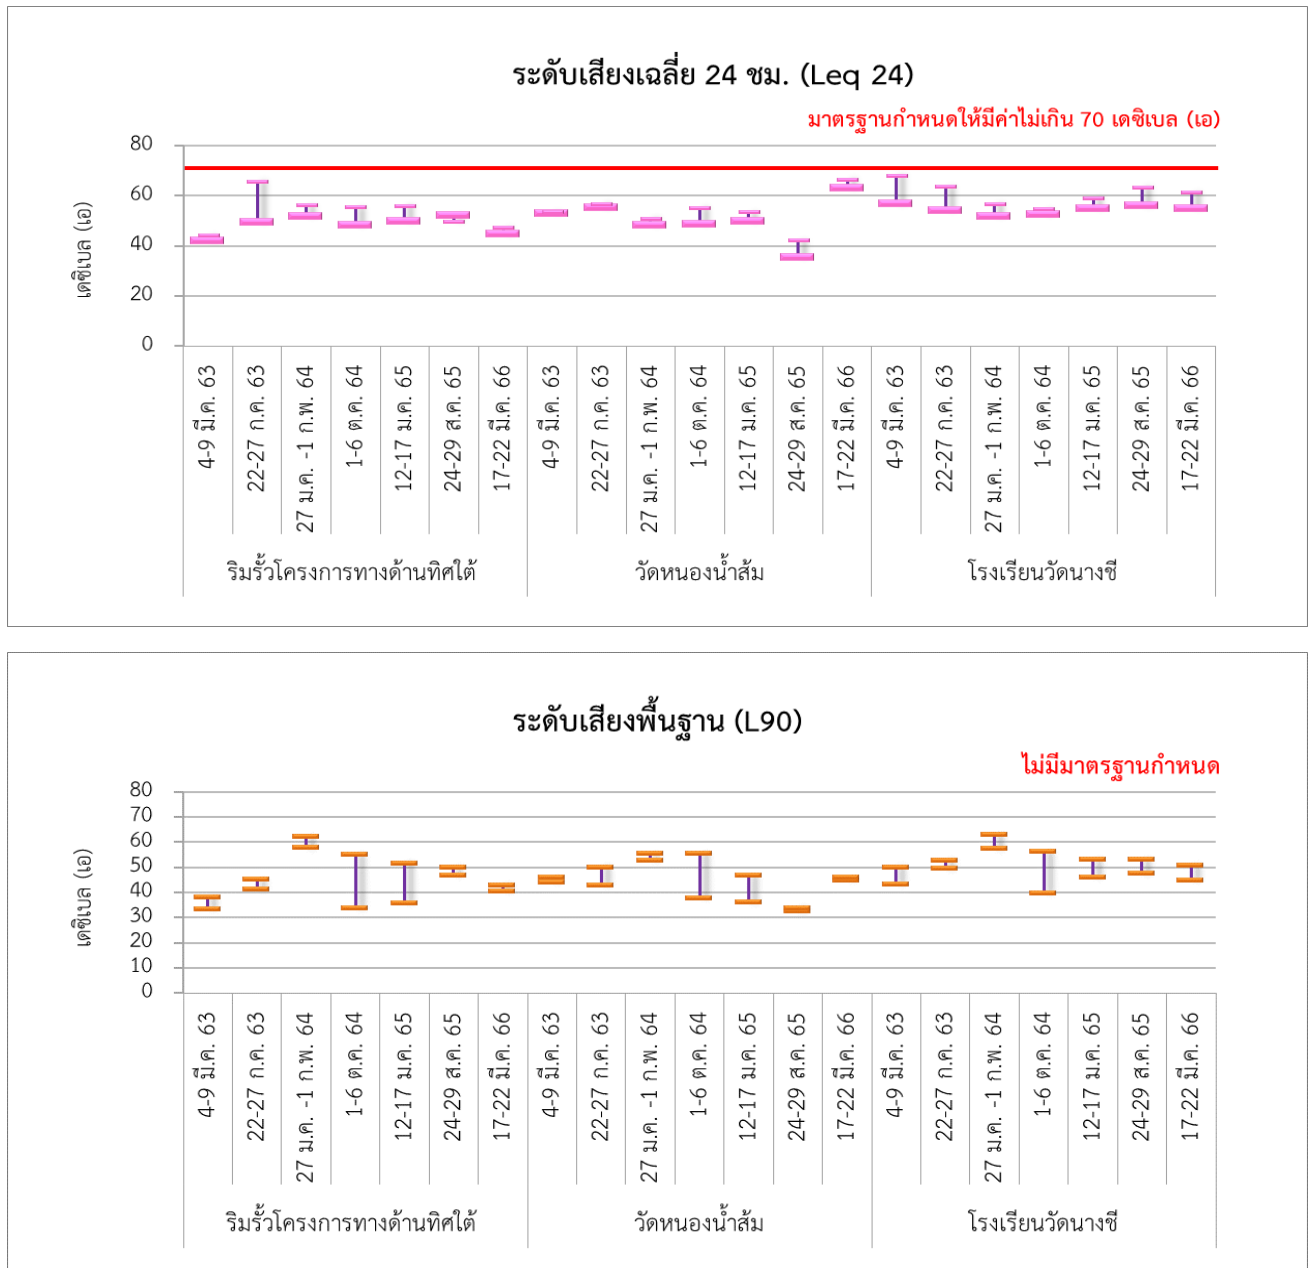 ระดับเสียงเฉลี่ย 24 ชม. (Leq 24)
มาตรฐานกำหนดให้มีค่าไม่เกิน 70 เดซิเบล (เอ)
เดซิเบล (เอ)
80
60
40
20
0
4-9 มี.ค. 63
22-27 ก.ค. 63
27 ม.ค. -1 ก.พ. 64
1-6 ต.ค. 64
12-17 ม.ค. 65
24-29 ส.ค. 65
17-22 มี.ค. 66
4-9 มี.ค. 63
22-27 ก.ค. 63
27 ม.ค. -1 ก.พ. 64
1-6 ต.ค. 64
12-17 ม.ค. 65
24-29 ส.ค. 65
17-22 มี.ค. 66
4-9 มี.ค. 63
22-27 ก.ค. 63
27 ม.ค. -1 ก.พ. 64
1-6 ต.ค. 64
12-17 ม.ค. 65
24-29 ส.ค. 65
17-22 มี.ค. 66
ริมรั้วโครงการทางด้านทิศใต้
วัดหนองน้ำส้ม
โรงเรียนวัดนางชี
ระดับเสียงพื้นฐาน (L90)
ไม่มีมาตรฐานกำหนด
เดซิเบล (เอ)
80
70
60
50
40
30
20
10
0
4-9 มี.ค. 63
22-27 ก.ค. 63
27 ม.ค. -1 ก.พ. 64
1-6 ต.ค. 64
12-17 ม.ค. 65
24-29 ส.ค. 65
17-22 มี.ค. 66
4-9 มี.ค. 63
22-27 ก.ค. 63
27 ม.ค. -1 ก.พ. 64
1-6 ต.ค. 64
12-17 ม.ค. 65
24-29 ส.ค. 65
17-22 มี.ค. 66
4-9 มี.ค. 63
22-27 ก.ค. 63
27 ม.ค. -1 ก.พ. 64
1-6 ต.ค. 64
12-17 ม.ค. 65
24-29 ส.ค. 65
17-22 มี.ค. 66
ริมรั้วโครงการทางด้านทิศใต้
วัดหนองน้ำส้ม
โรงเรียนวัดนางชี